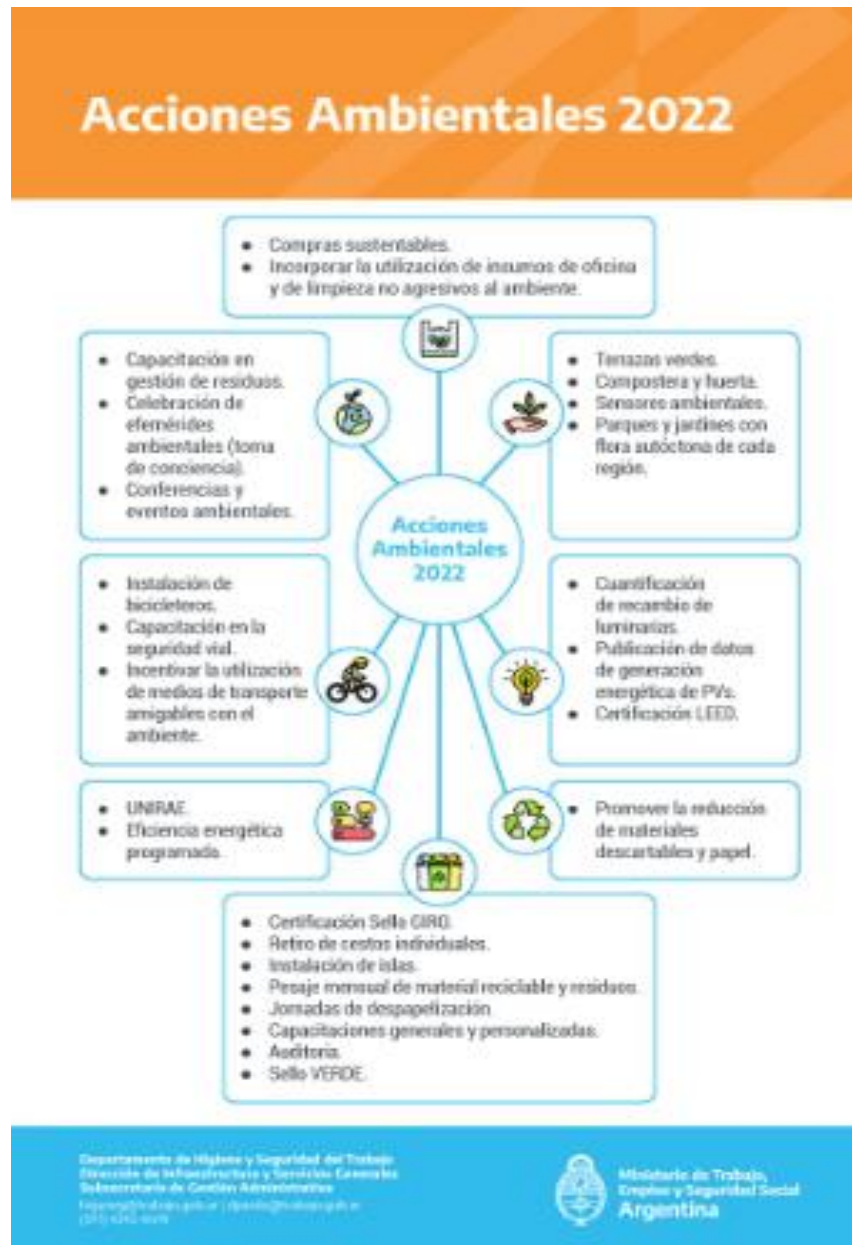 Acciones Ambientales 2022
● Compras sustentables.
● Incorporar la utilización de insumos de oficina
y de limpieza no agresivos al ambiente.
● Capacitación en
gestión de residuos.
● Celebración de
efemérides
ambientales (toma
de conciencia).
● Conferencias y
eventos ambientales.
● Terrazas verdes.
● Compostera y huerta.
● Sensores ambientales.
● Parques y jardines con
flora autóctona de cada
región.
Acciones
Ambientales
2022
● Instalación de
bicicleteros.
● Capacitación en la
seguridad vial.
● Incentivar la utilización
de medios de transporte
amigables con el
ambiente.
● Cuantificación
de recambio de
luminarias.
● Publicación de datos
de generación
energética de PVs.
● Certificación LEED.
● UNIRAE.
● Eficiencia energética
programada.
● Promover la reducción
de materiales
descartables y papel.
● Certificación Sello GIRO.
● Retiro de cestos individuales.
● Instalación de islas.
● Pesaje mensual de material reciclable y residuos.
● Jornadas de despapelización.
● Capacitaciones generales y personalizadas.
● Auditoria.
● Sello VERDE.
Departamento de Higiene y Seguridad del Trabajo
Dirección de Infraestructura y Servicios Generales
Subsecretaría de Gestión Administrativa
Ministerio de Trabajo,
Empleo y Seguridad Social
Argentina